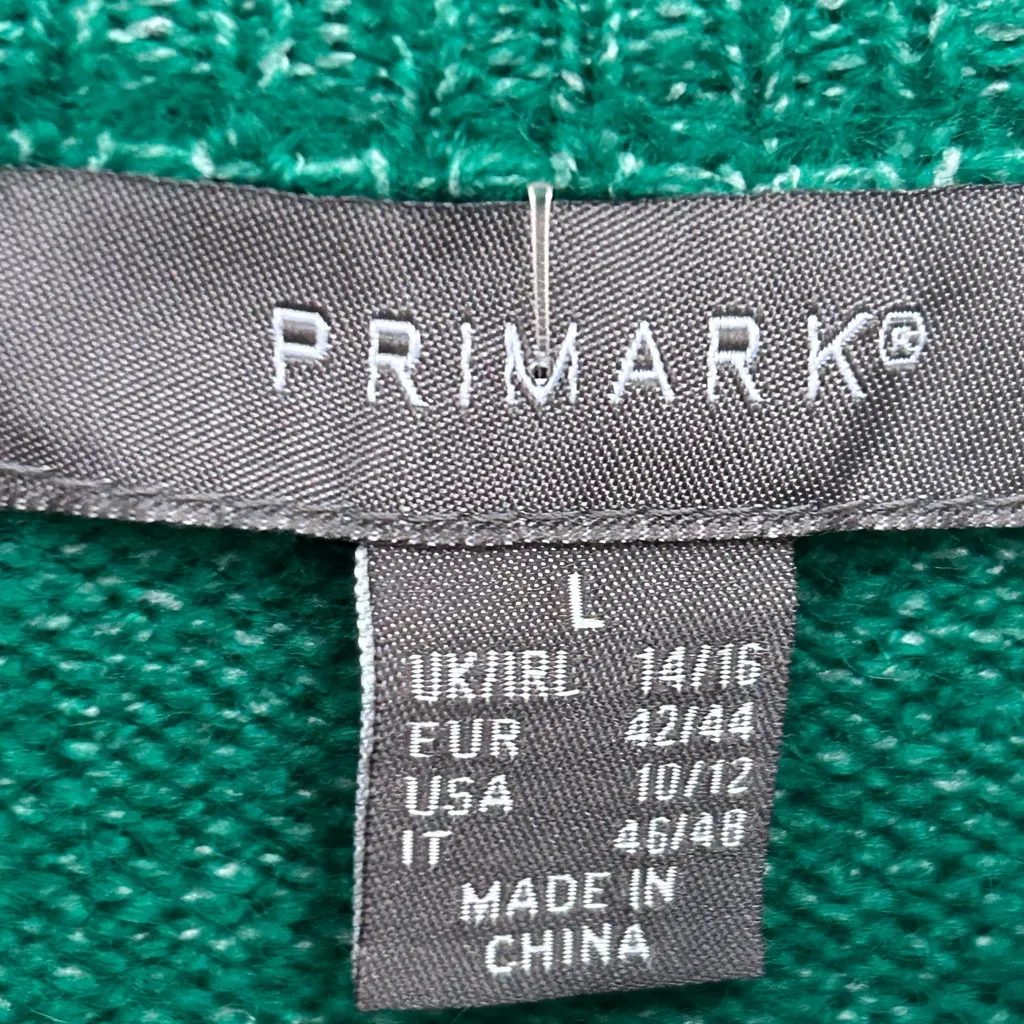 PRIMARK®
L
UK/IRL 14/16
EUR 42/44
USA 10/12
IT 46/48
MADE IN
CHINA